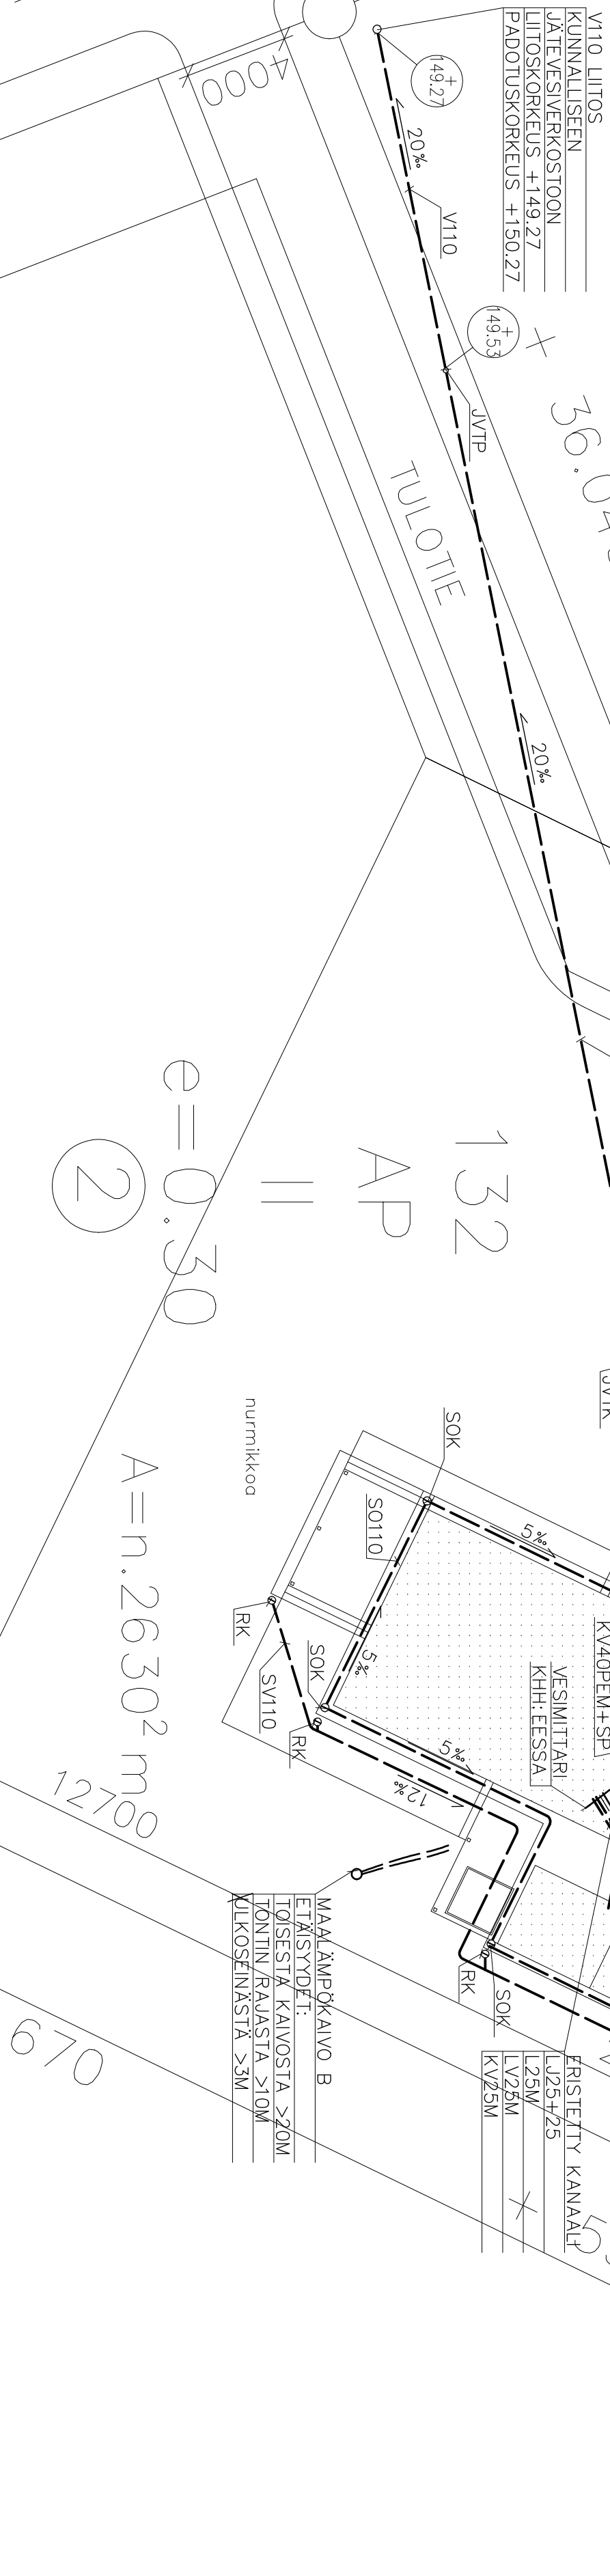 V110 LIITOS
KUNNALLISEEN
JÄTEVESIVERKOSTOON
LIITOSKORKEUS +149.27
PADOTUSKORKEUS +150.27
4000
+
149.27
20‰
V110
+
149.53
JVTP
TULOTIE
20‰
132
AP
II
e=0.30
2
nurmikkoa
A=n.2630² m
SOK
SO110
5‰
5‰
RK
SV110
SOK
RK
5‰
12‰
KV40PEM+SP
VESIMITTARI
KHH:EESSA
12700
670
MAALÄMPÖKAIVO B
ETÄISYYDET:
TOISESTA KAIVOSTA >20M
TONTIN RAJASTA >10M
ULKOSEINÄSTÄ >3M
RK
SOK
ERISTETTY KANAALI
LJ25+25
L25M
LV25M
KV25M